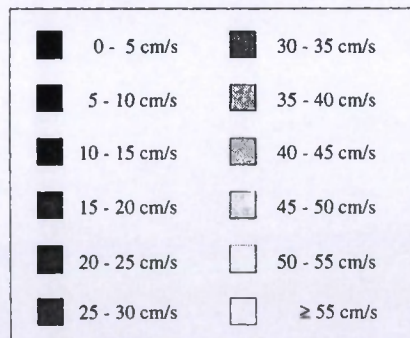 0 - 5 cm/s
5 - 10 cm/s
10 - 15 cm/s
15 - 20 cm/s
20 - 25 cm/s
25 - 30 cm/s
30 - 35 cm/s
35 - 40 cm/s
40 - 45 cm/s
45 - 50 cm/s
50 - 55 cm/s
≥ 55 cm/s